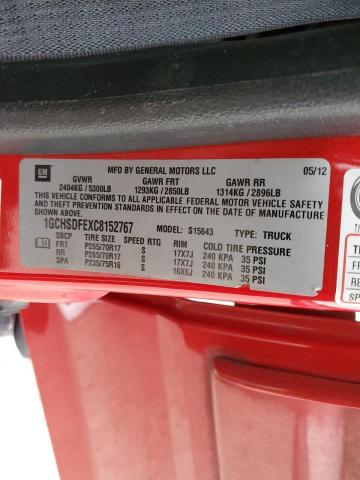 GM
MFD BY GENERAL MOTORS LLC 05/12
GVWR GAWR FRT GAWR RR
2404KG / 5300LB 1293KG / 2850LB 1314KG / 2896LB
THIS VEHICLE CONFORMS TO ALL APPLICABLE FEDERAL MOTOR VEHICLE
SAFETY AND THEFT PREVENTION STANDARDS IN EFFECT ON THE DATE OF
MANUFACTURE SHOWN ABOVE.
1GCHSDFEXC8152767 MODEL: S15643 TYPE: TRUCK
SBCP TIRE SIZE SPEED RTG RIM COLD TIRE PRESSURE
FRT P265/70R17 S 17X7J 240 KPA 35 PSI
RR P265/70R17 S 17X7J 240 KPA 35 PSI
SPA P235/75R16 S 16X6J 240 KPA 35 PSI